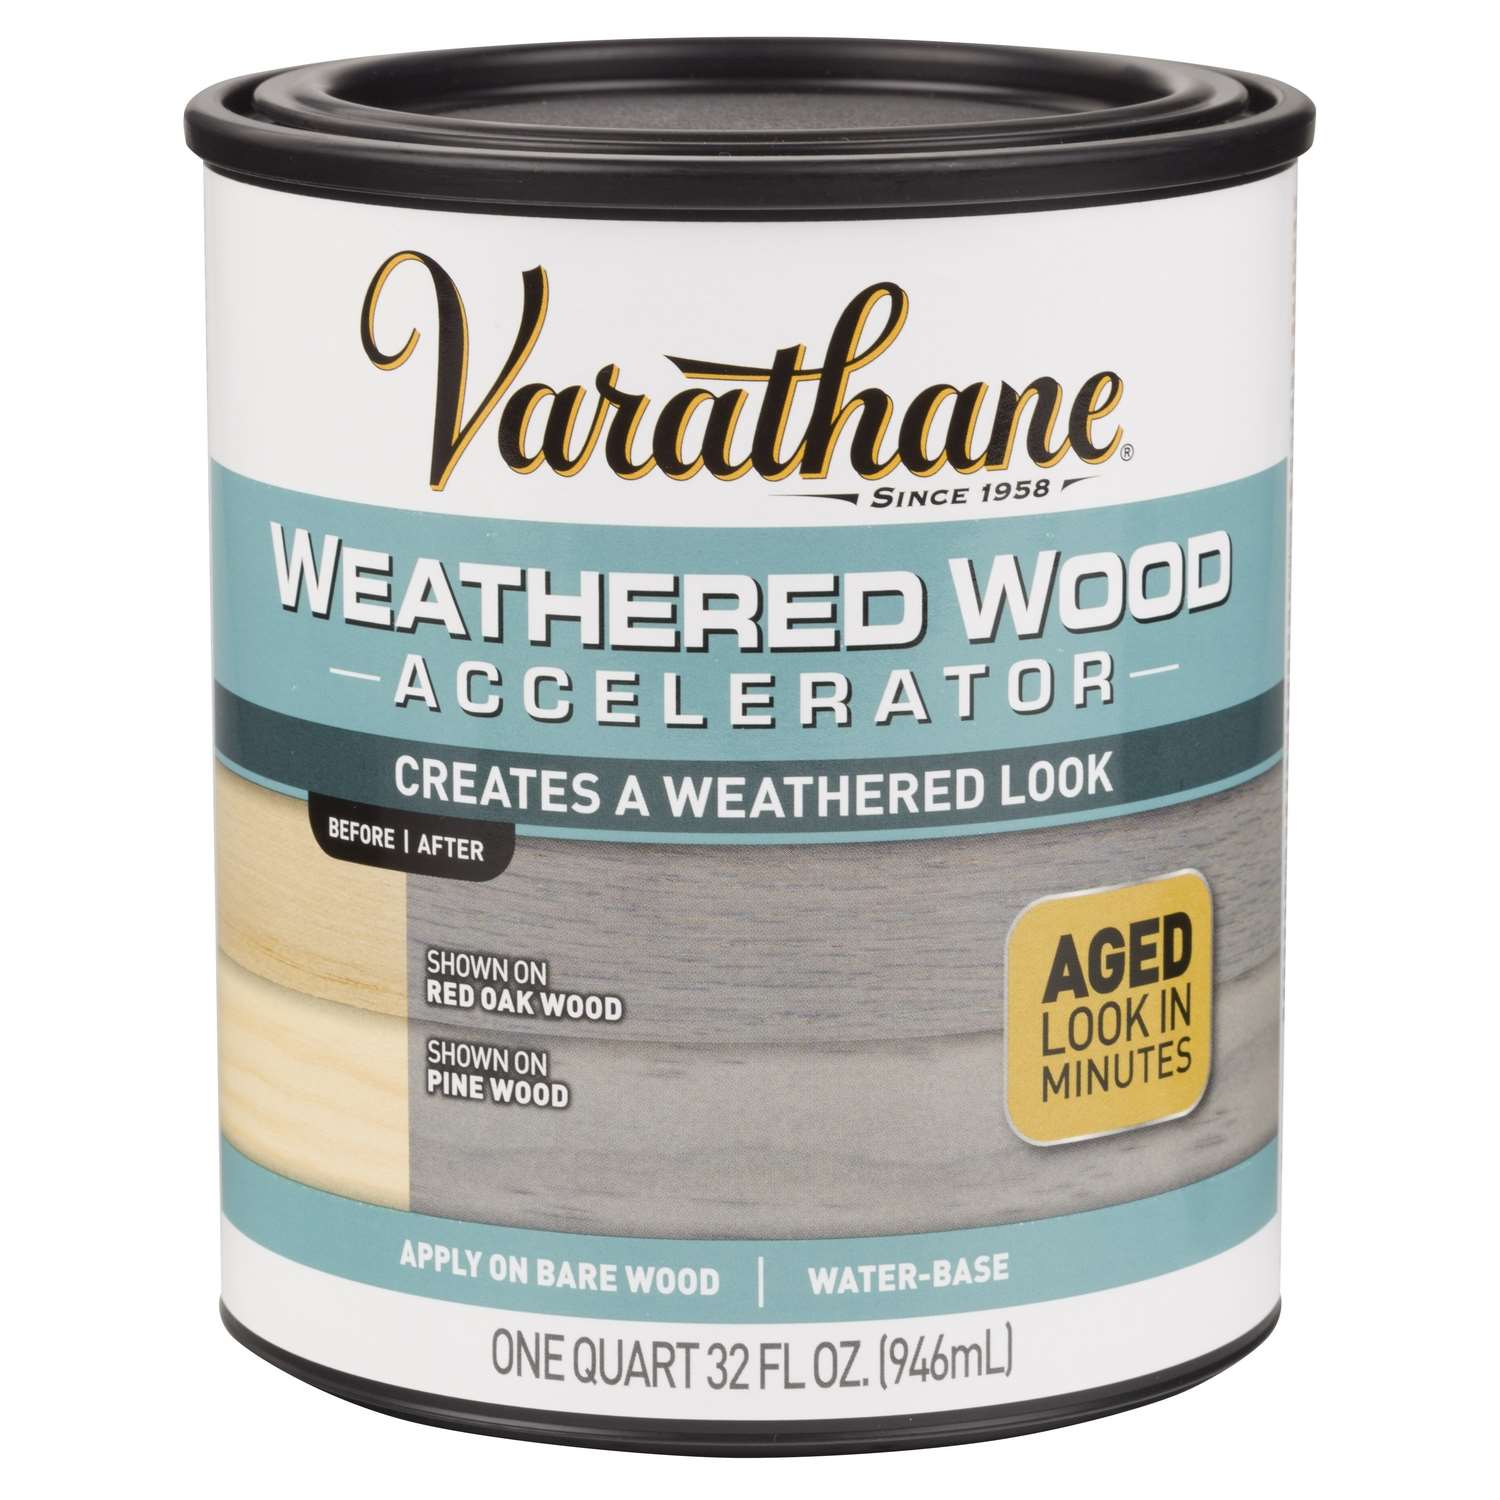 Varathane®
SINCE 1958
WEATHERED WOOD
ACCELERATOR
CREATES A WEATHERED LOOK
BEFORE | AFTER
SHOWN ON
RED OAK WOOD
SHOWN ON
PINE WOOD
AGED
LOOK IN
MINUTES
APPLY ON BARE WOOD | WATER-BASE
ONE QUART 32 FL OZ. (946mL)